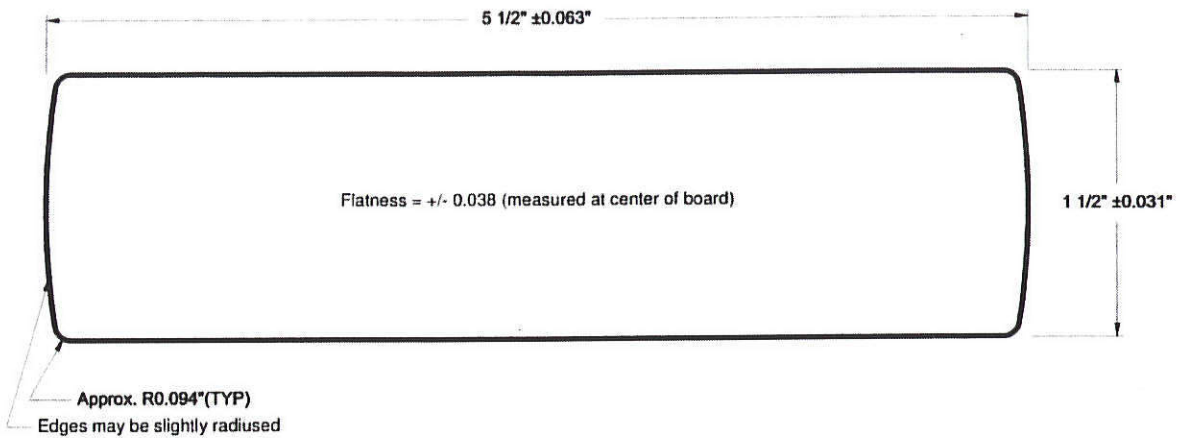 5 1/2" ±0.063"
Flatness = +/- 0.038 (measured at center of board)
1 1/2" ±0.031"
Approx. R0.094"(TYP)
Edges may be slightly radiused